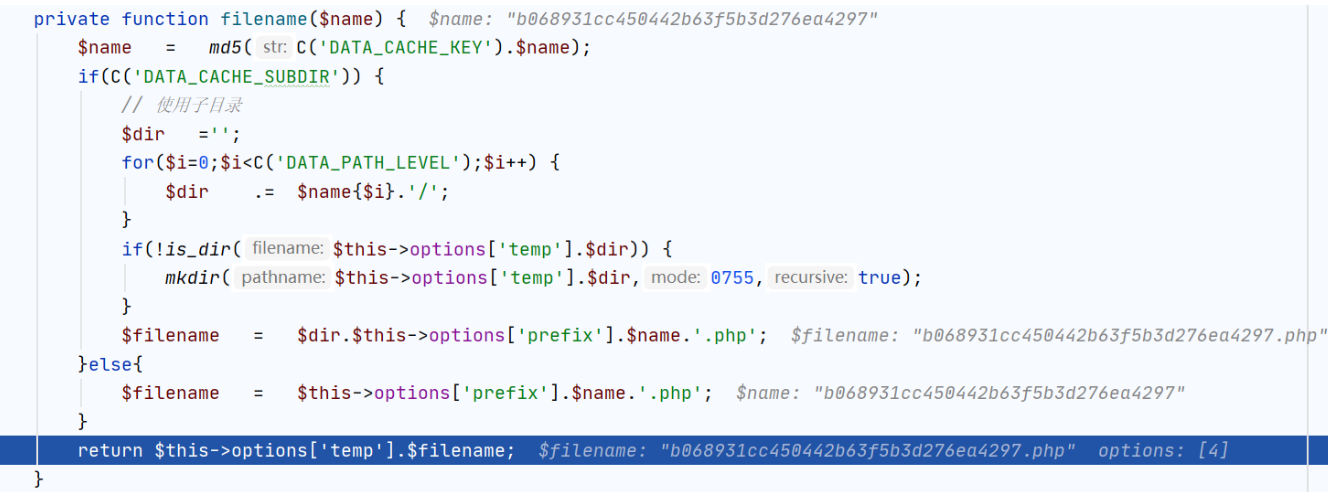 private function filename($name) {  $name: "b068931cc450442b63f5b3d276ea4297"
    $name   =   md5( str: C('DATA_CACHE_KEY').$name);
    if(C('DATA_CACHE_SUBDIR')) {
        // 使用子目录
        $dir   ='';
        for($i=0;$i<C('DATA_PATH_LEVEL');$i++) {
            $dir    .=  $name{$i}.'/';
        }
        if(!is_dir( filename: $this->options['temp'].$dir)) {
            mkdir( pathname: $this->options['temp'].$dir, mode: 0755, recursive: true);
        }
        $filename   =   $dir.$this->options['prefix'].$name.'.php';  $filename: "b068931cc450442b63f5b3d276ea4297.php"
    }else{
        $filename   =   $this->options['prefix'].$name.'.php';  $name: "b068931cc450442b63f5b3d276ea4297"
    }
    return $this->options['temp'].$filename;  $filename: "b068931cc450442b63f5b3d276ea4297.php"  options: [4]
}